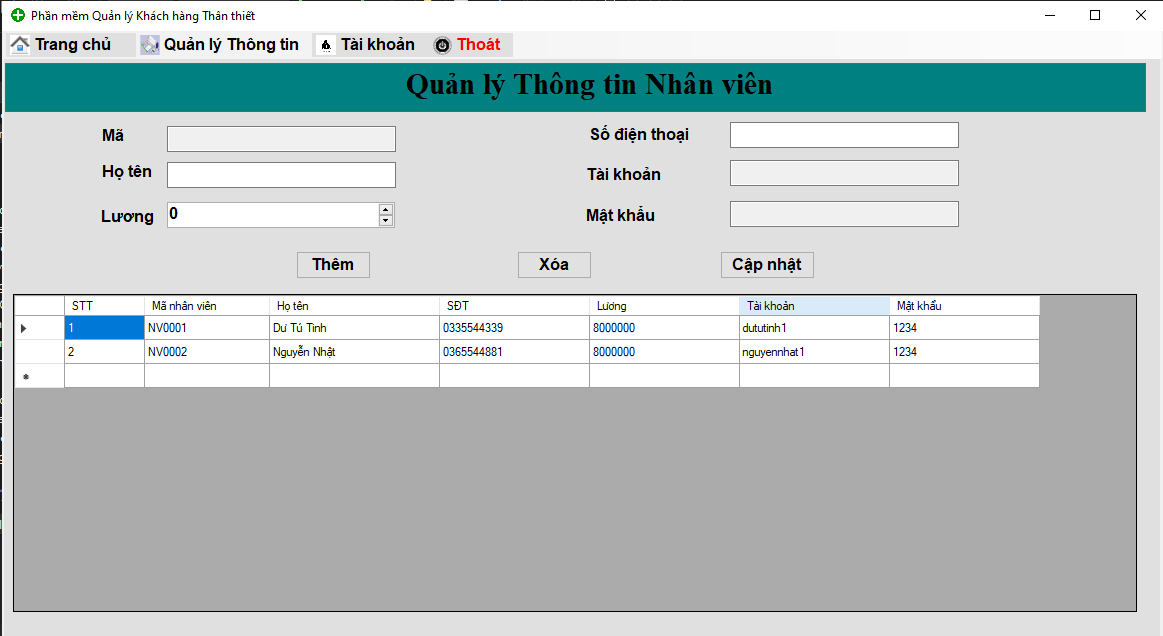 Phần mềm Quản lý Khách hàng Thân thiết
Trang chủ Quản lý Thông tin Tài khoản Thoát
Quản lý Thông tin Nhân viên
Mã Số điện thoại
Họ tên Tài khoản
Lương 0 Mật khẩu
Thêm Xóa Cập nhật
STT Mã nhân viên Họ tên SĐT Lương Tài khoản Mật khẩu
1 NV0001 Dư Tú Tinh 0335544339 8000000 dututinh1 1234
2 NV0002 Nguyễn Nhật 0365544881 8000000 nguyennhat1 1234